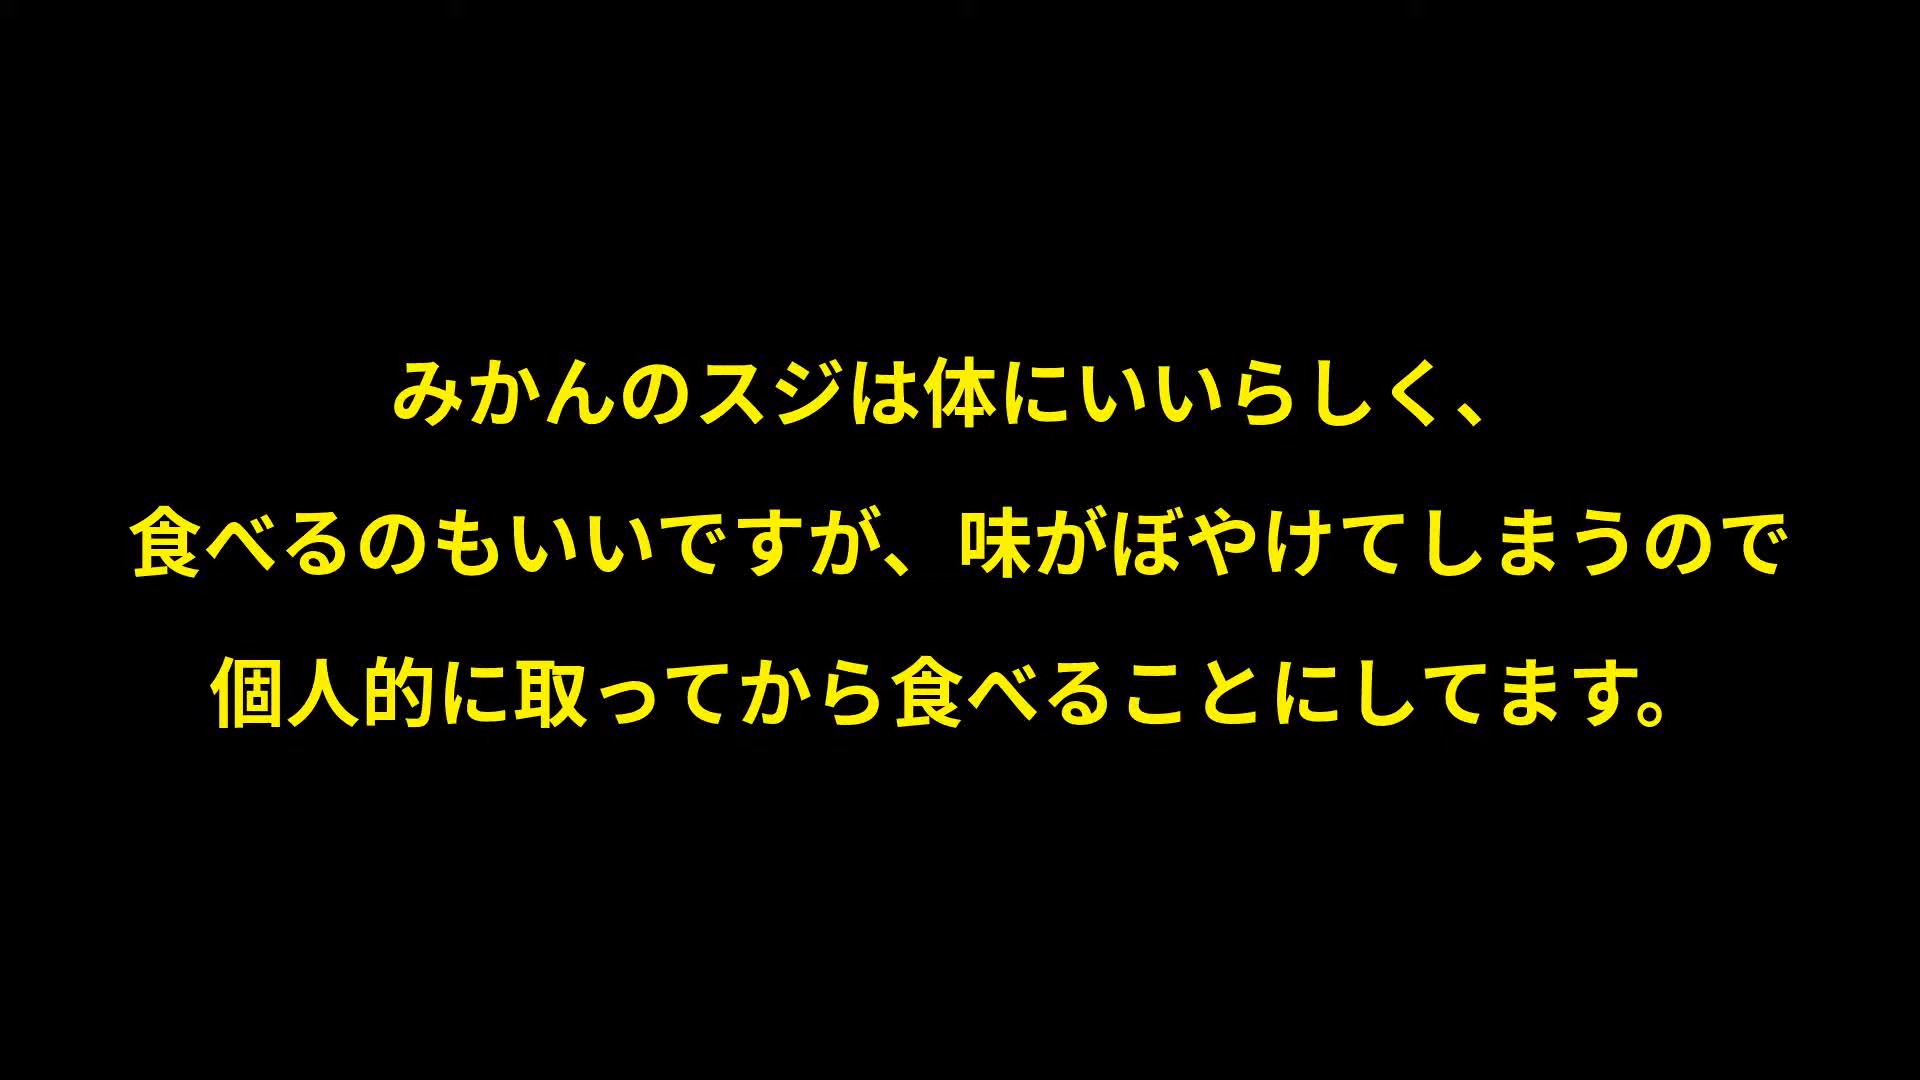 みかんのスジは体にいいらしく、
食べるのもいいですが、味がぼやけてしまうので
個人的に取ってから食べることにしてます。